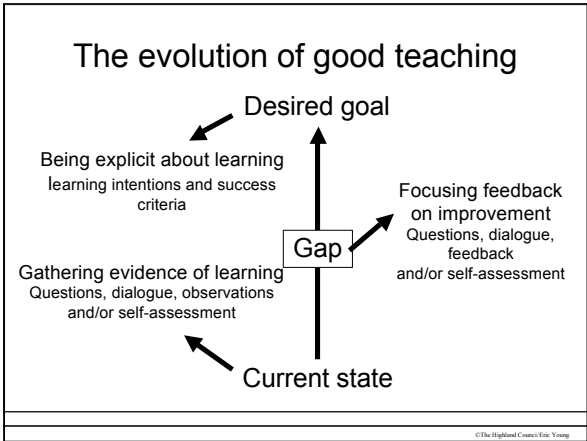 The evolution of good teaching
Desired goal
Being explicit about learning
learning intentions and success
criteria
Focusing feedback
on improvement
Questions, dialogue,
feedback
and/or self-assessment
Gap
Gathering evidence of learning
Questions, dialogue, observations
and/or self-assessment
Current state
©The Highland Counci/Eric Young